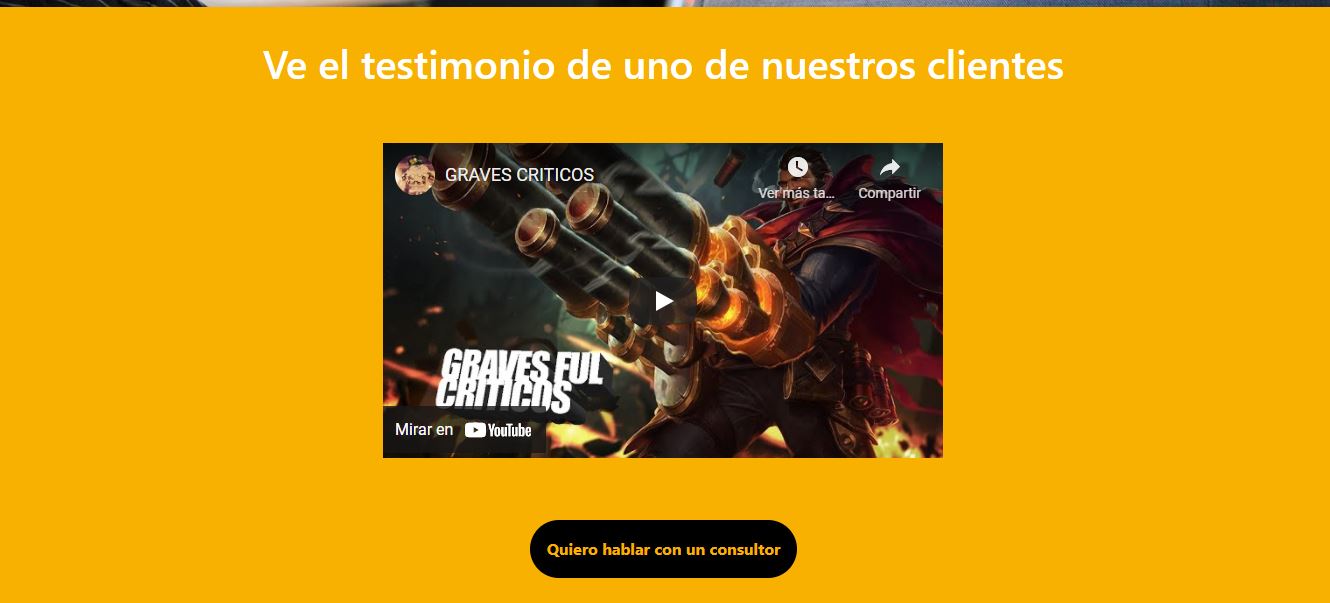 Ve el testimonio de uno de nuestros clientes
GRAVES CRITICOS
Ver más ta...
Compartir
GRAVES FUL
CRITICOS
Mirar en YouTube
Quiero hablar con un consultor